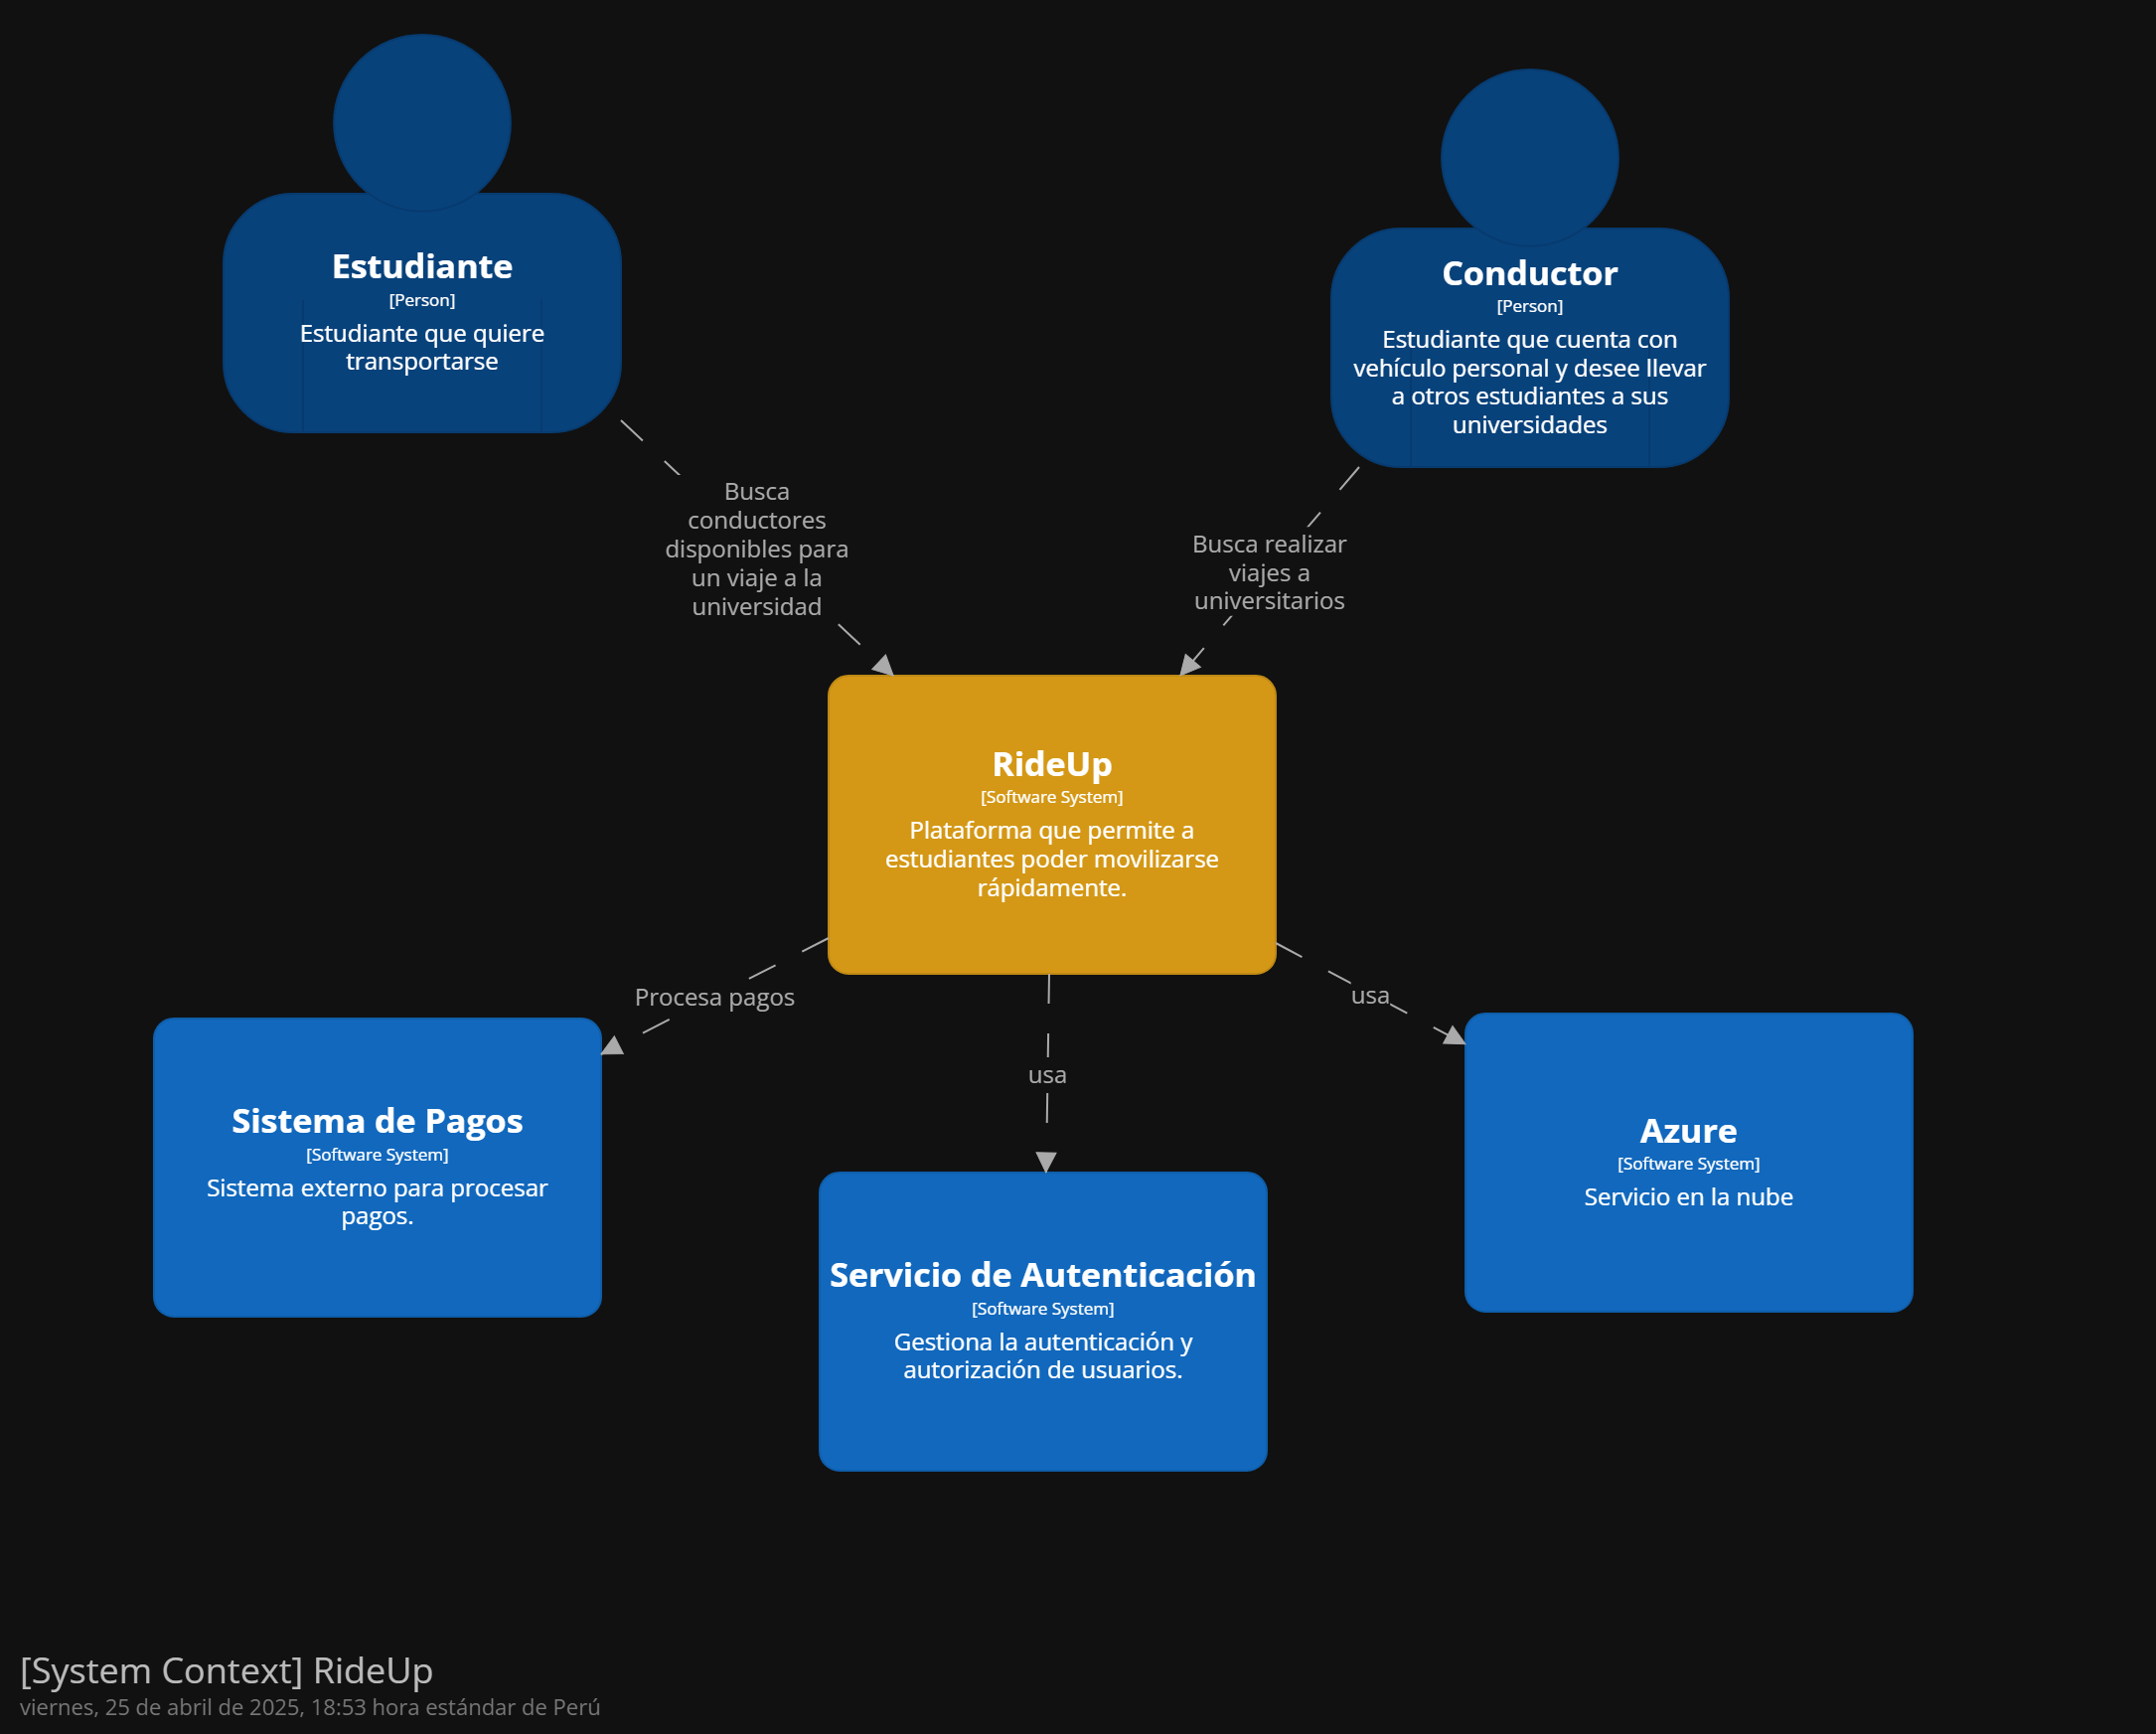 Estudiante
[Person]
Estudiante que quiere
transportarse
Conductor
[Person]
Estudiante que cuenta con
vehículo personal y desee llevar
a otros estudiantes a sus
universidades
Busca
conductores
disponibles para
un viaje a la
universidad
Busca realizar
viajes a
universitarios
RideUp
[Software System]
Plataforma que permite a
estudiantes poder movilizarse
rápidamente.
Procesa pagos
usa
usa
Sistema de Pagos
[Software System]
Sistema externo para procesar
pagos.
Servicio de Autenticación
[Software System]
Gestiona la autenticación y
autorización de usuarios.
Azure
[Software System]
Servicio en la nube
[System Context] RideUp
viernes, 25 de abril de 2025, 18:53 hora estándar de Perú